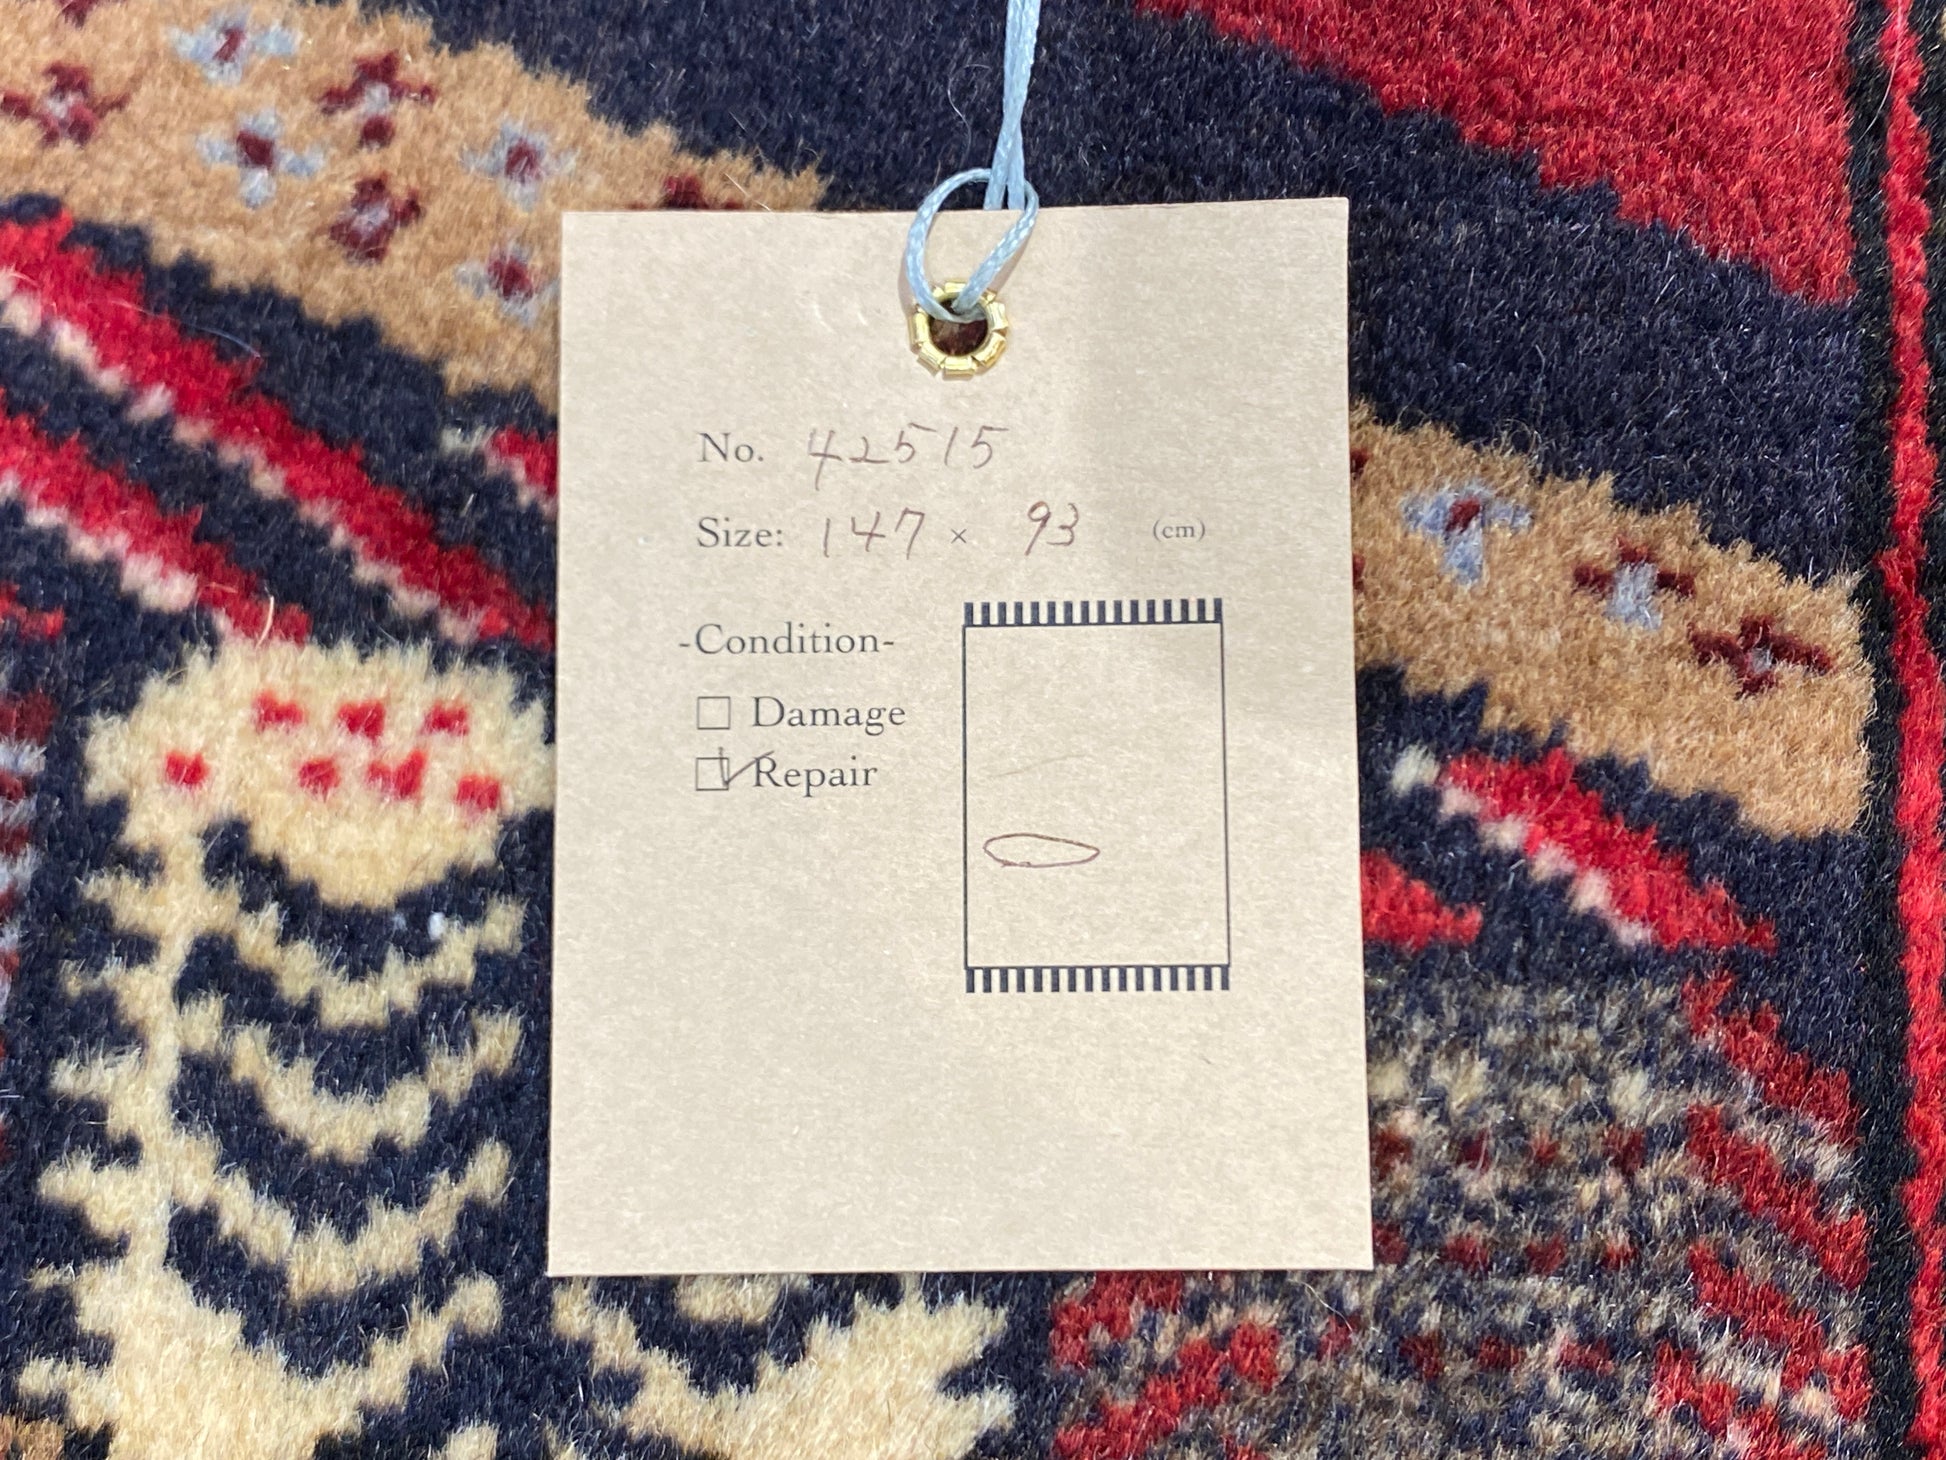 No. 42515
Size: 147 × 93 (cm)
-Condition-
☐ Damage
☑ Repair